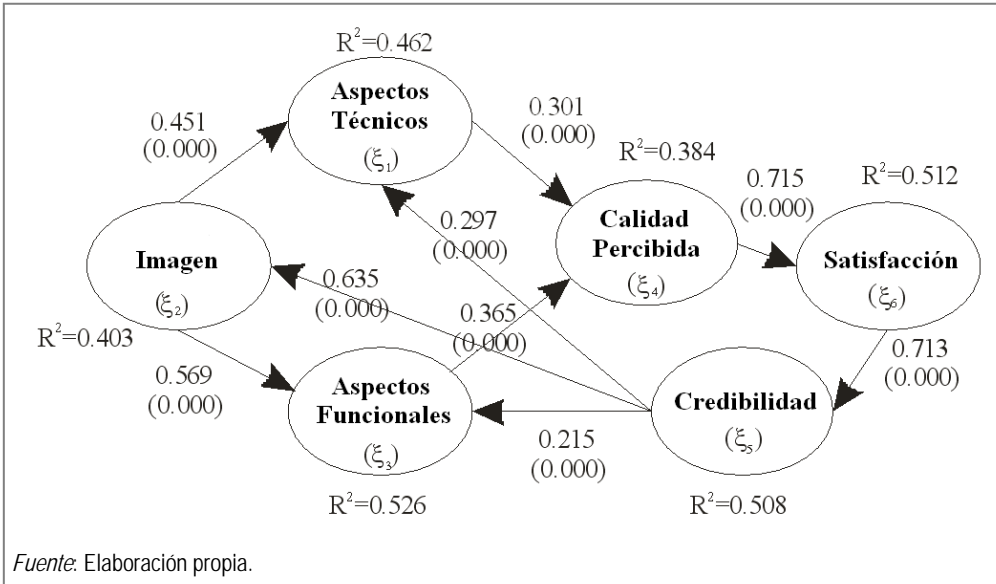 R²=0.462
Aspectos
Técnicos
(ξ₁)
0.451
(0.000)
0.301
(0.000)
R²=0.384
Calidad
Percibida
(ξ₄)
0.715
(0.000)
R²=0.512
Satisfacción
(ξ₆)
0.297
(0.000)
Imagen
(ξ₂)
R²=0.403
0.635
(0.000)
0.365
(0.000)
0.569
(0.000)
Aspectos
Funcionales
(ξ₃)
R²=0.526
0.215
(0.000)
Credibilidad
(ξ₅)
R²=0.508
0.713
(0.000)
Fuente: Elaboración propia.